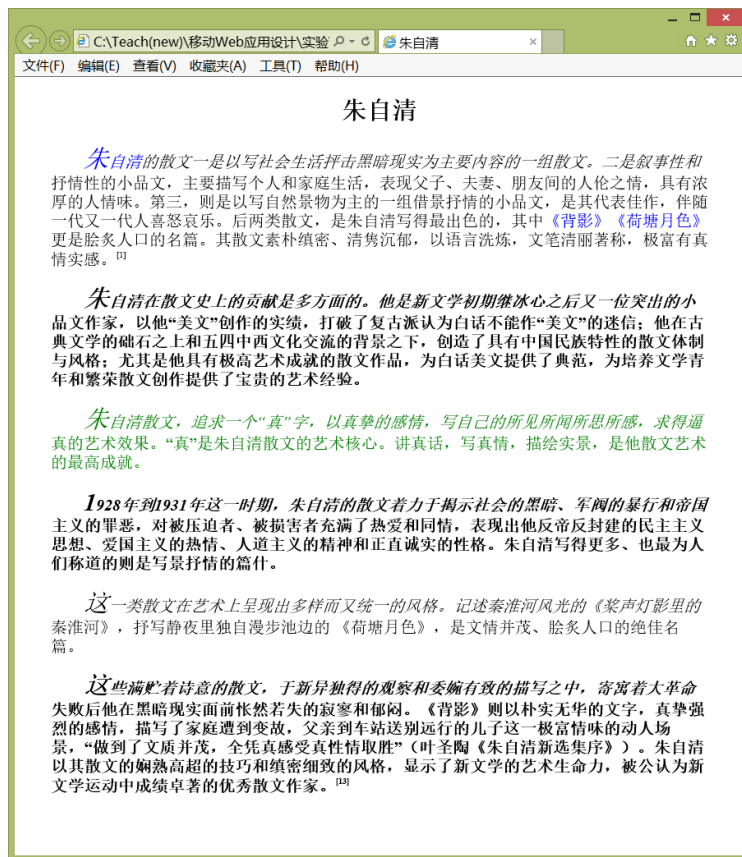 C:\Teach(new)\移动Web应用设计\实验
朱自清
文件(F) 编辑(E) 查看(V) 收藏夹(A) 工具(T) 帮助(H)
朱自清
朱自清的散文一是以写社会生活抨击黑暗现实为主要内容的一组散文。二是叙事性和
抒情性的小品文，主要描写个人和家庭生活，表现父子、夫妻、朋友间的人伦之情，具有浓
厚的人情味。第三，则是以写自然景物为主的一组借景抒情的小品文，是其代表佳作，伴随
一代又一代人喜怒哀乐。后两类散文，是朱自清写得最出色的，其中《背影》《荷塘月色》
更是脍炙人口的名篇。其散文素朴缜密、清隽沉郁，以语言洗炼，文笔清丽著称，极富有真
情实感。[1]
朱自清在散文史上的贡献是多方面的。他是新文学初期继冰心之后又一位突出的小
品文作家，以他“美文”创作的实绩，打破了复古派认为白话不能作“美文”的迷信；他在古
典文学的础石之上和五四中西文化交流的背景之下，创造了具有中国民族特性的散文体制
与风格；尤其是他具有极高艺术成就的散文作品，为白话美文提供了典范，为培养文学青
年和繁荣散文创作提供了宝贵的艺术经验。
朱自清散文，追求一个“真”字，以真挚的感情，写自己的所见所闻所思所感，求得逼
真的艺术效果。“真”是朱自清散文的艺术核心。讲真话，写真情，描绘实景，是他散文艺术
的最高成就。
1928年到1931年这一时期，朱自清的散文着力于揭示社会的黑暗、军阀的暴行和帝国
主义的罪恶，对被压迫者、被损害者充满了热爱和同情，表现出他反帝反封建的民主主义
思想、爱国主义的热情、人道主义的精神和正直诚实的性格。朱自清写得更多、也最为人
们称道的则是写景抒情的篇什。
这一类散文在艺术上呈现出多样而又统一的风格。记述秦淮河风光的《桨声灯影里的
秦淮河》，抒写静夜里独自漫步池边的 《荷塘月色》，是文情并茂、脍炙人口的绝佳名
篇。
这些满贮着诗意的散文，于新异独得的观察和委婉有致的描写之中，寄寓着大革命
失败后他在黑暗现实面前怅然若失的寂寥和郁闷。《背影》则以朴实无华的文字，真挚强
烈的感情，描写了家庭遭到变故，父亲到车站送别远行的儿子这一极富情味的动人场
景，“做到了文质并茂，全凭真感受真性情取胜”（叶圣陶《朱自清新选集序》）。朱自清
以其散文的娴熟高超的技巧和缜密细致的风格，显示了新文学的艺术生命力，被公认为新
文学运动中成绩卓著的优秀散文作家。[13]